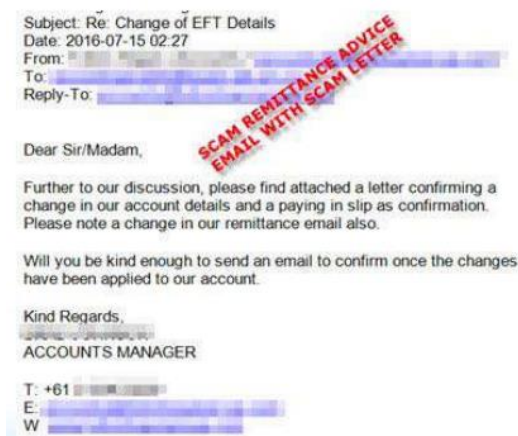 Subject: Re: Change of EFT Details
Date: 2016-07-15 02:27
From:
To:
Reply-To:
SCAM REMITTANCE ADVICE
EMAIL WITH SCAM LETTER
Dear Sir/Madam,
Further to our discussion, please find attached a letter confirming a
change in our account details and a paying in slip as confirmation.
Please note a change in our remittance email also.
Will you be kind enough to send an email to confirm once the changes
have been applied to our account.
Kind Regards,
ACCOUNTS MANAGER
T: +61
E:
W